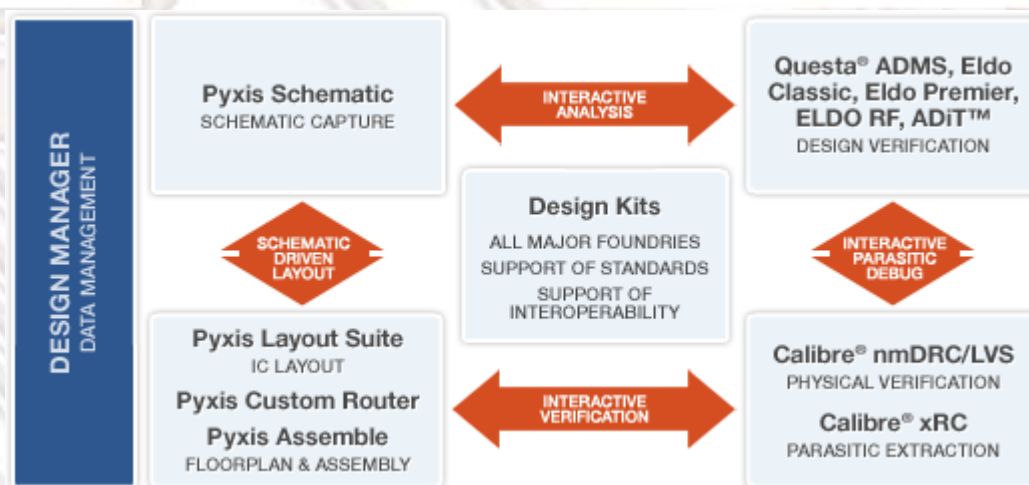 DESIGN MANAGER
DATA MANAGEMENT
Pyxis Schematic
SCHEMATIC CAPTURE
INTERACTIVE
ANALYSIS
Questa® ADMS, Eldo
Classic, Eldo Premier,
ELDO RF, ADiT™
DESIGN VERIFICATION
SCHEMATIC
DRIVEN
LAYOUT
Design Kits
ALL MAJOR FOUNDRIES
SUPPORT OF STANDARDS
SUPPORT OF
INTEROPERABILITY
INTERACTIVE
PARASITIC
DEBUG
Pyxis Layout Suite
IC LAYOUT
Pyxis Custom Router
Pyxis Assemble
FLOORPLAN & ASSEMBLY
INTERACTIVE
VERIFICATION
Calibre® nmDRC/LVS
PHYSICAL VERIFICATION
Calibre® xRC
PARASITIC EXTRACTION